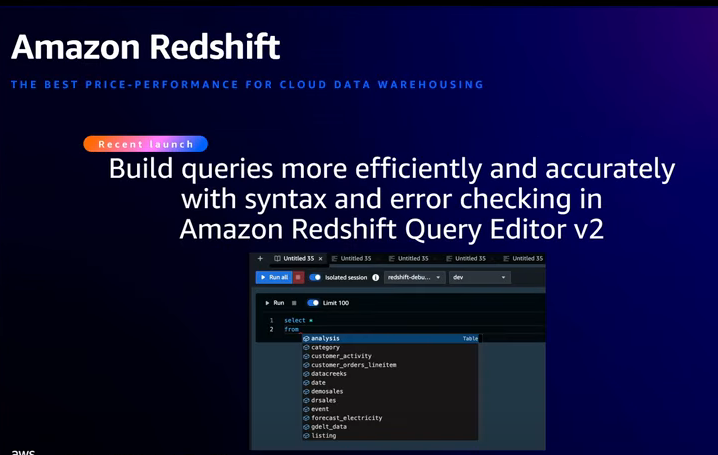 Amazon Redshift
THE BEST PRICE-PERFORMANCE FOR CLOUD DATA WAREHOUSING
Recent launch
Build queries more efficiently and accurately
with syntax and error checking in
Amazon Redshift Query Editor v2
+ Untitled 35 × Untitled 35 Untitled 35 Untitled 35 Untitled 35
Run all Isolated session redshift-debu... dev
Run Limit 100
1 select *
2 from
analysis Table
category
customer_activity
customer_orders_lineitem
datacreeks
date
demosales
drsales
event
forecast_electricity
gdelt_data
listing
aws